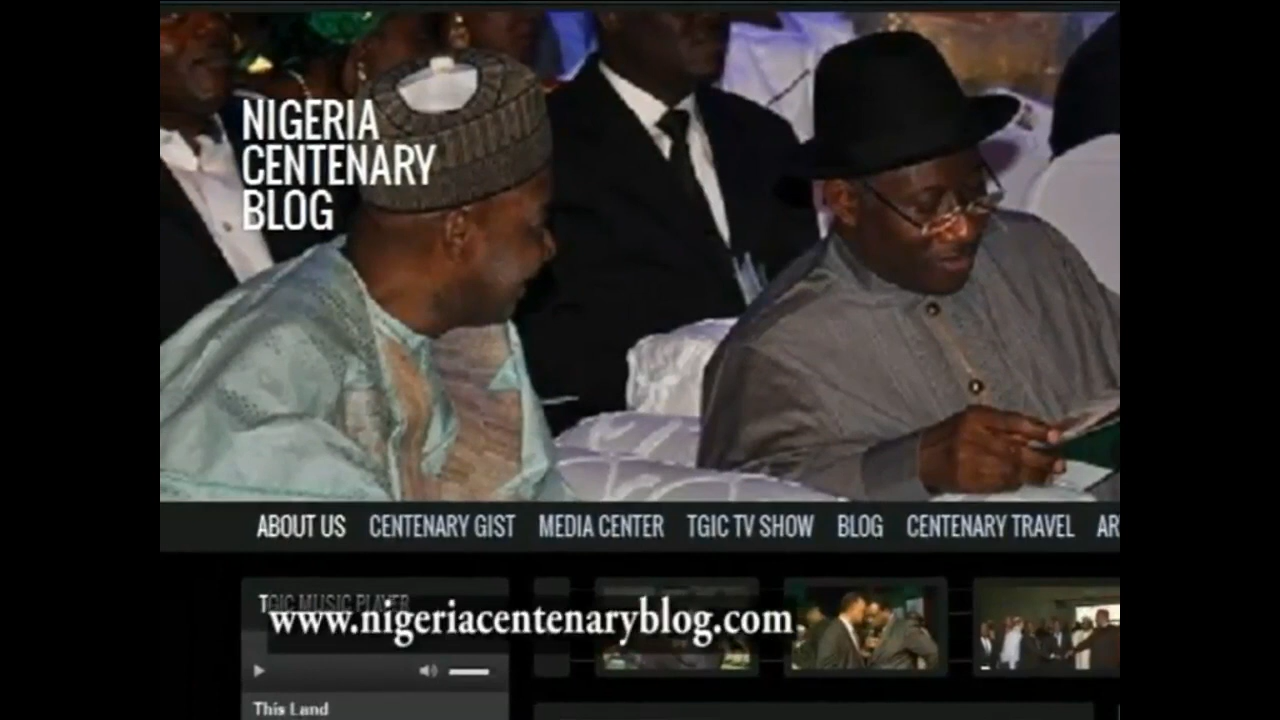 NIGERIA
CENTENARY
BLOG
ABOUT US CENTENARY GIST MEDIA CENTER TGIC TV SHOW BLOG CENTENARY TRAVEL AR
TGIC MUSIC PLAYER
www.nigeriacentenaryblog.com
This Land